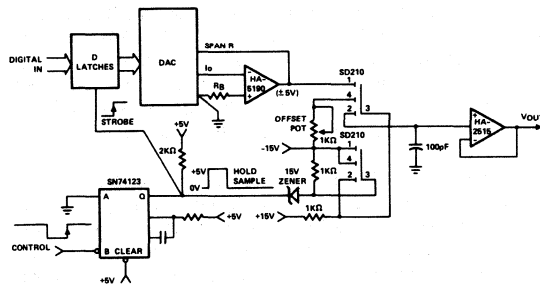 DIGITAL
IN
D
LATCHES
DAC
SPAN R
IO
RB
−
+
HA-
5190
(±5V)
SD210
1
4
2
3
OFFSET
POT
1KΩ
SD210
1
4
2
3
-15V
1KΩ
15V
ZENER
+15V
1KΩ
100pF
+
HA-
2515
−
VOUT
STROBE
+5V
2KΩ
+5V
0V
HOLD
SAMPLE
SN74123
A
Q
+5V
CONTROL
B CLEAR
+5V